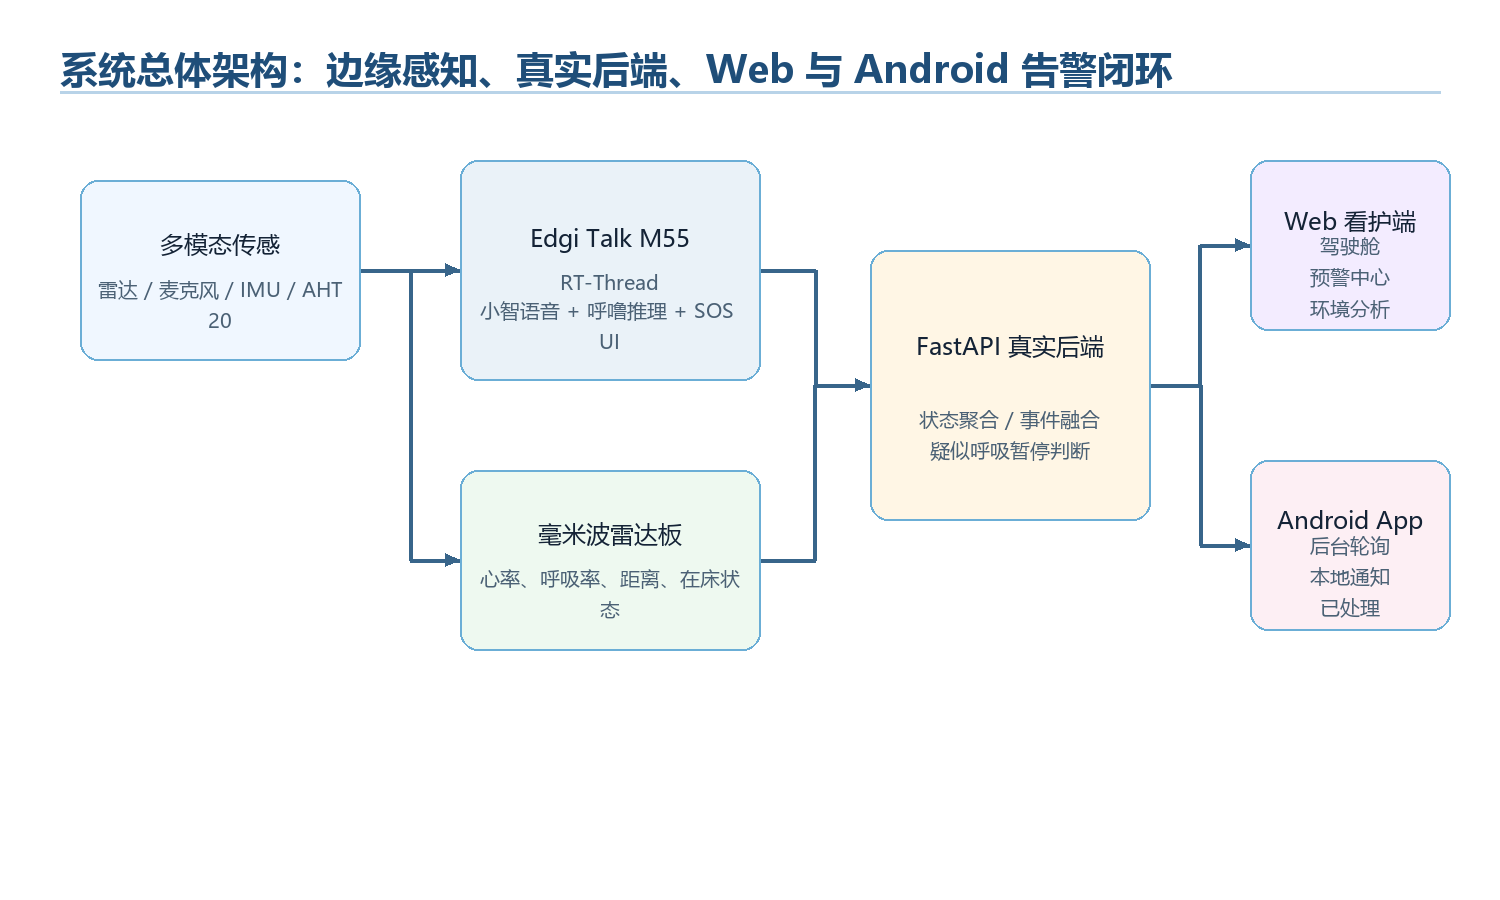 系统总体架构：边缘感知、真实后端、Web 与 Android 告警闭环
多模态传感
雷达 / 麦克风 / IMU / AHT
20
Edgi Talk M55
RT-Thread
小智语音 + 呼噜推理 + SOS
UI
毫米波雷达板
心率、呼吸率、距离、在床状
态
FastAPI 真实后端
状态聚合 / 事件融合
疑似呼吸暂停判断
Web 看护端
驾驶舱
预警中心
环境分析
Android App
后台轮询
本地通知
已处理